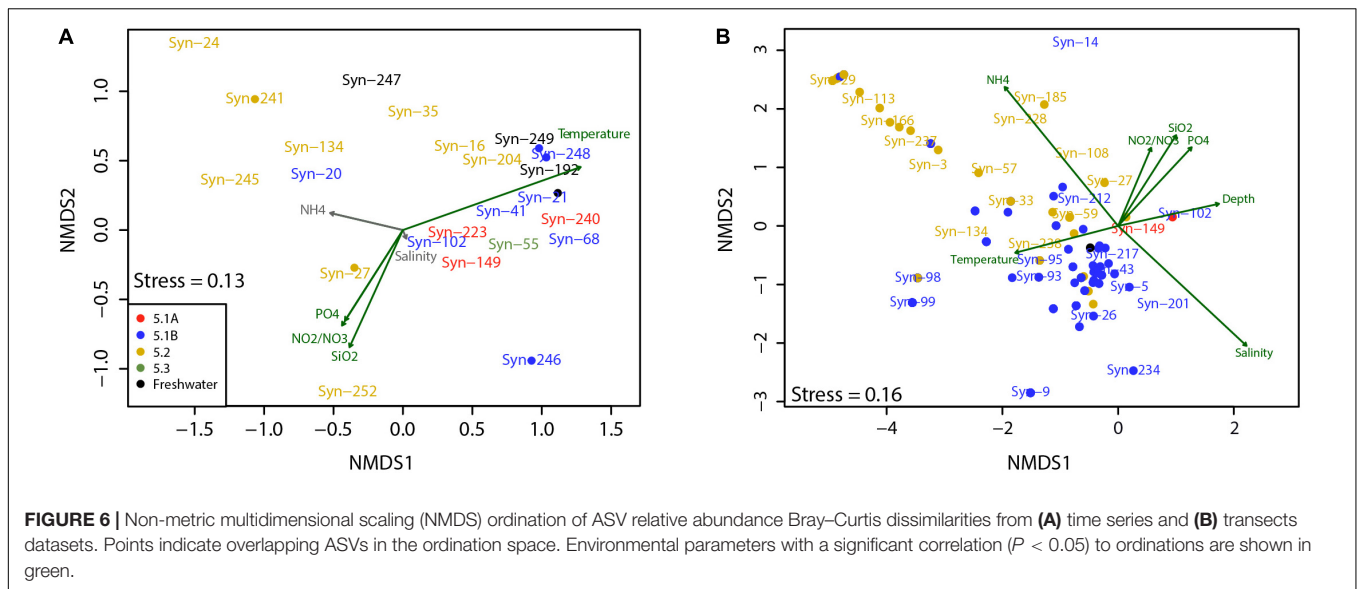 A
Syn−24
Syn−247
Syn−241
Syn−35
Syn−249
Temperature
Syn−134
Syn−16
Syn−248
Syn−204
Syn−192
Syn−20
Syn−245
Syn−21
NH4
Syn−41
Syn−240
Syn−223
Syn−102
Syn−55
Syn−68
Salinity
Syn−149
Syn−27
Stress = 0.13
PO4
NO2/NO3
SiO2
Syn−246
Syn−252
5.1A
5.1B
5.2
5.3
Freshwater
1.0
0.5
0.0
−0.5
−1.0
NMDS2
−1.5
−1.0
−0.5
0.0
0.5
1.0
1.5
NMDS1
B
Syn−14
NH4
Syn−113
Syn−185
Syn−166
Syn−228
SiO2
Syn−237
NO2/NO3
PO4
Syn−108
Syn−3
Syn−57
Syn−27
Syn−33
Syn−212
Depth
Syn−59
Syn−102
Syn−134
Syn−149
Syn−238
Temperature
Syn−95
Syn−217
Syn−98
Syn−93
Syn−5
Syn−99
Syn−201
Syn−26
Salinity
Syn−234
Syn−9
Stress = 0.16
3
2
1
0
−1
−2
−3
NMDS2
−4
−2
0
2
NMDS1
FIGURE 6 | Non-metric multidimensional scaling (NMDS) ordination of ASV relative abundance Bray–Curtis dissimilarities from (A) time series and (B) transects
datasets. Points indicate overlapping ASVs in the ordination space. Environmental parameters with a significant correlation (P < 0.05) to ordinations are shown in
green.